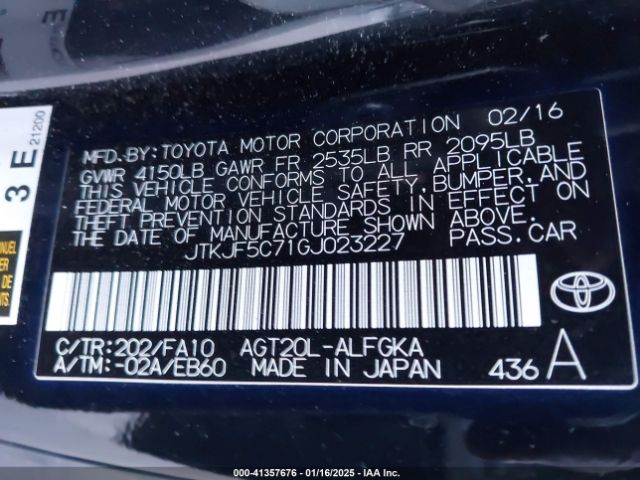 MFD.BY:TOYOTA MOTOR CORPORATION 02/16
GVWR 4150LB GAWR FR 2535LB RR 2095LB
THIS VEHICLE CONFORMS TO ALL APPLICABLE
FEDERAL MOTOR VEHICLE SAFETY,BUMPER,AND
THEFT PREVENTION STANDARDS IN EFFECT ON
THE DATE OF MANUFACTURE SHOWN ABOVE.
JTKJF5C71GJ023227 PASS.CAR
C/TR:202/FA10 AGT20L-ALFGKA
A/TM:-02A/EB60 MADE IN JAPAN 436 A
3 E
21200
DE
000-41357676 | 01/16/2025 - IAA Inc.